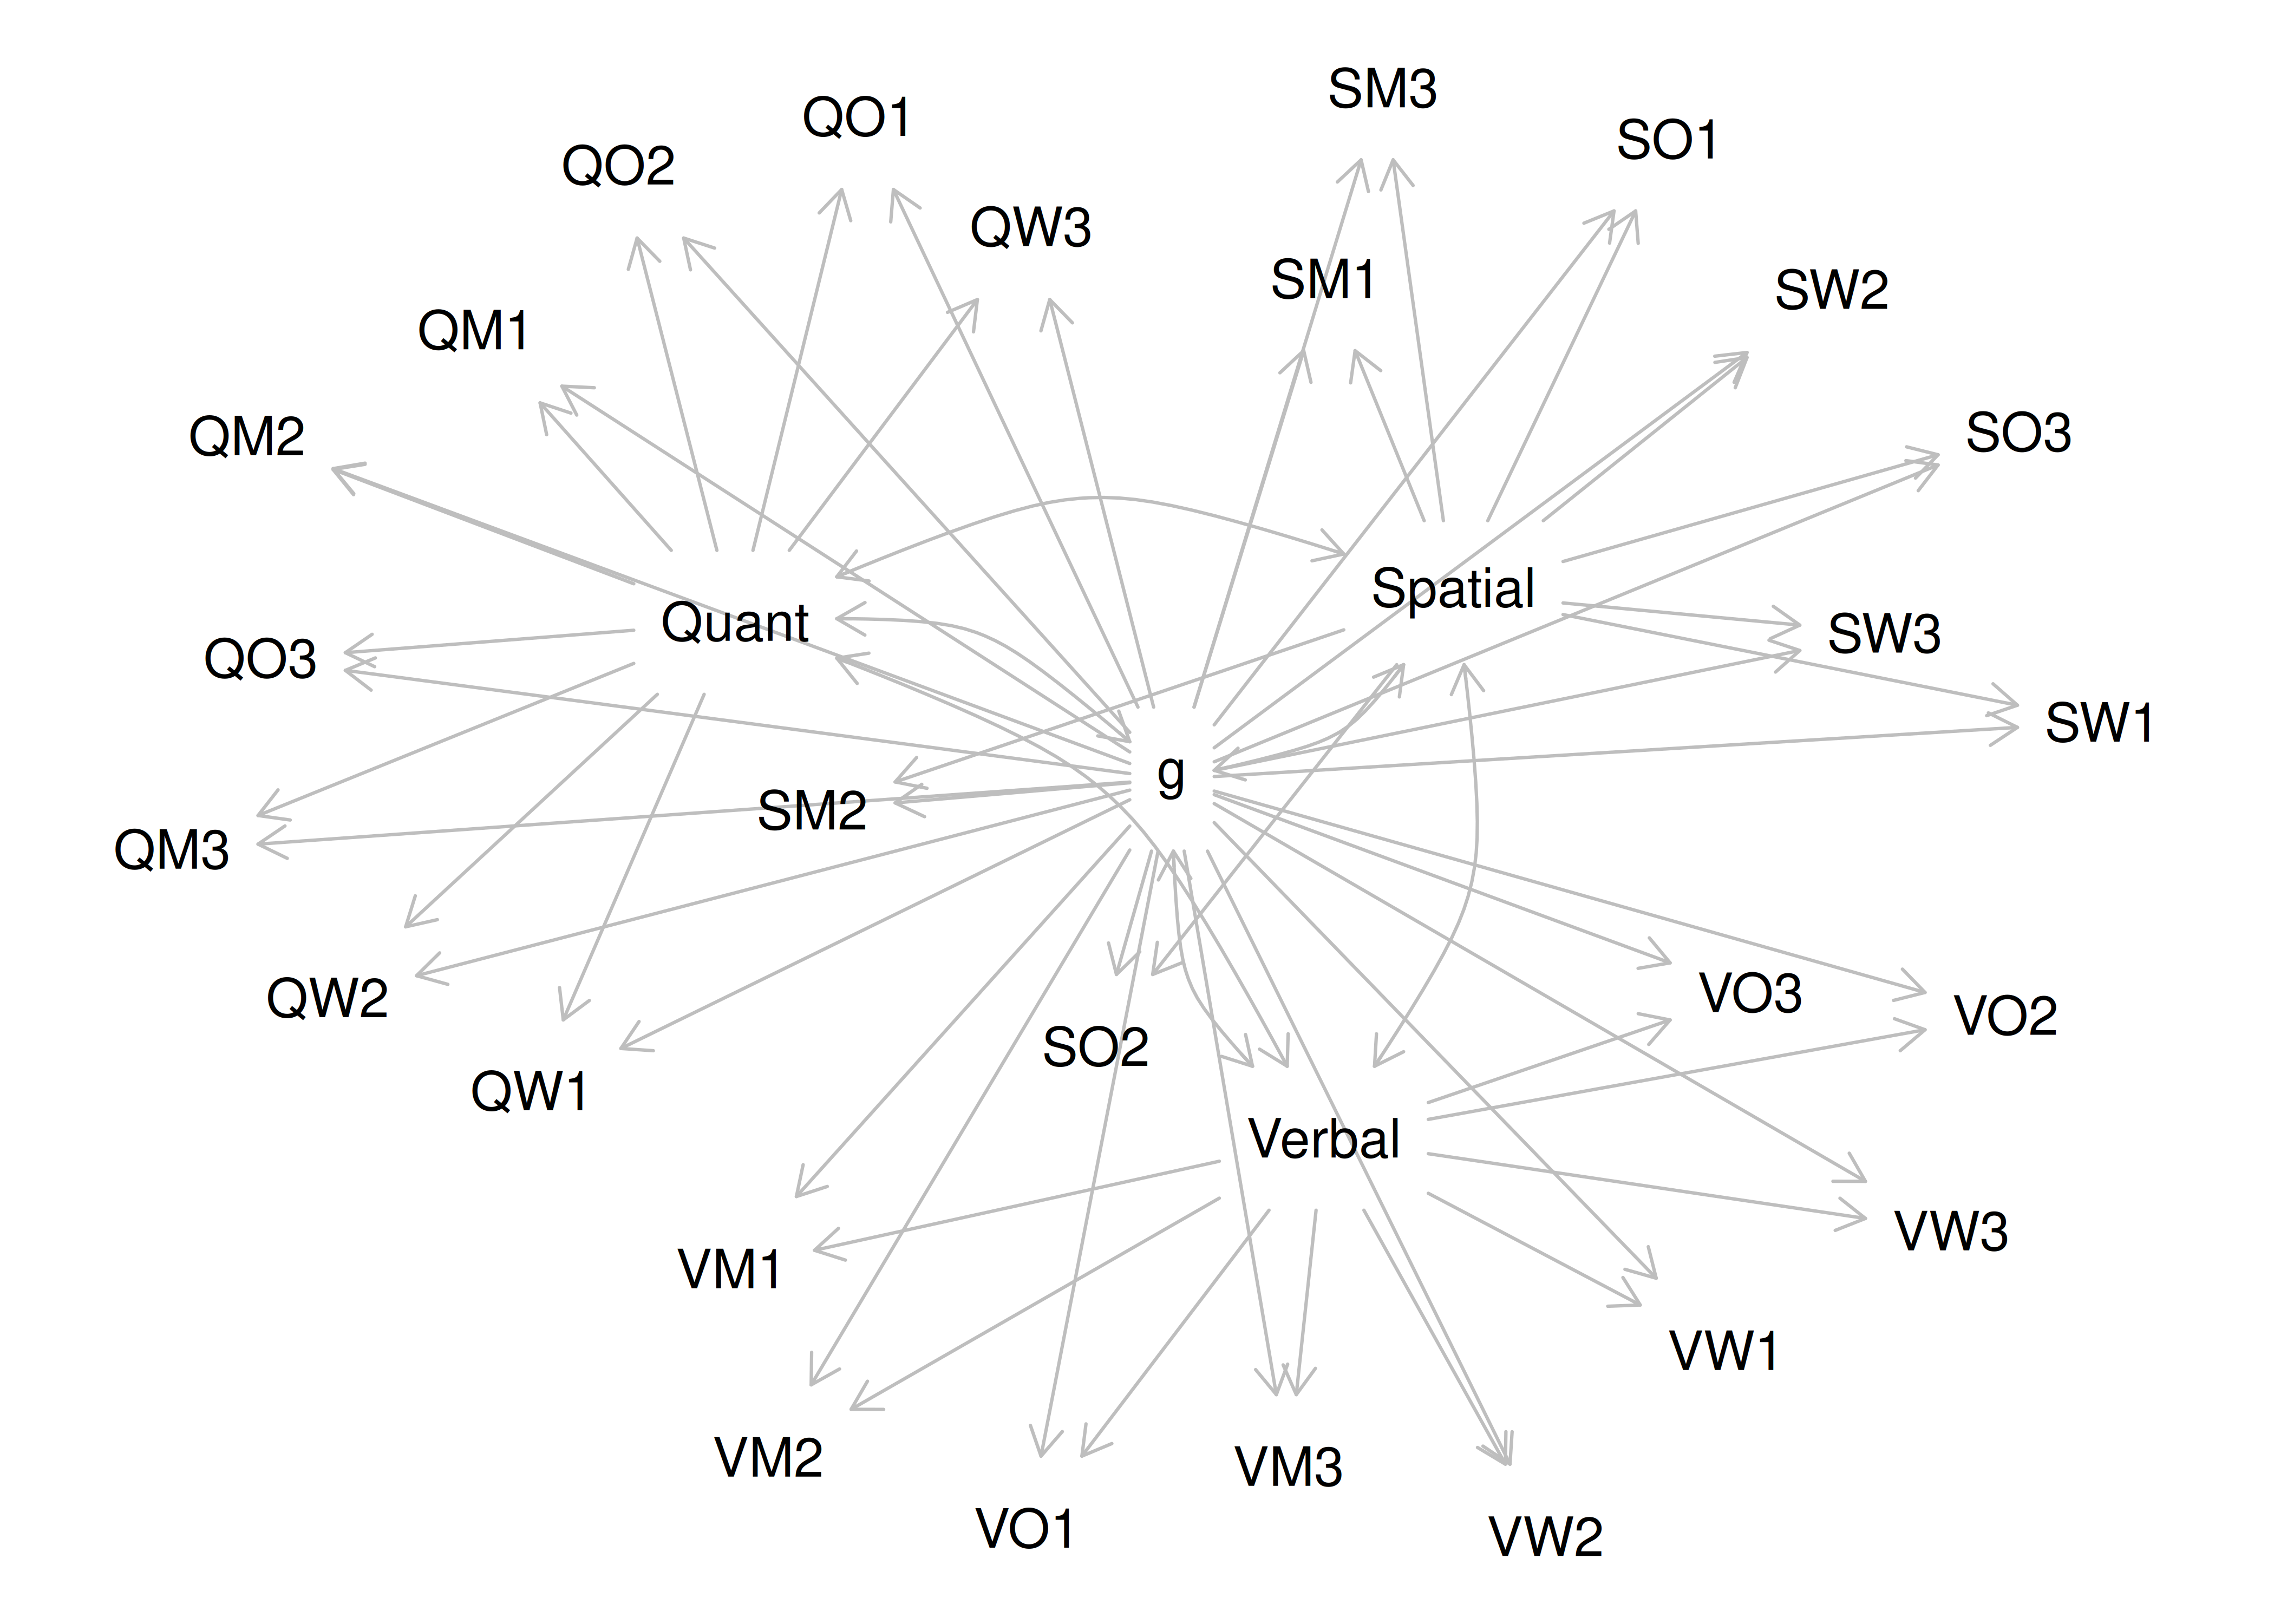 SM3
QO1
SO1
QO2
QW3
SM1
SW2
QM1
SO3
QM2
Spatial
Quant
SW3
QO3
SW1
g
SM2
QM3
VO3
QW2
VO2
SO2
QW1
Verbal
VW3
VM1
VW1
VM2
VM3
VO1
VW2